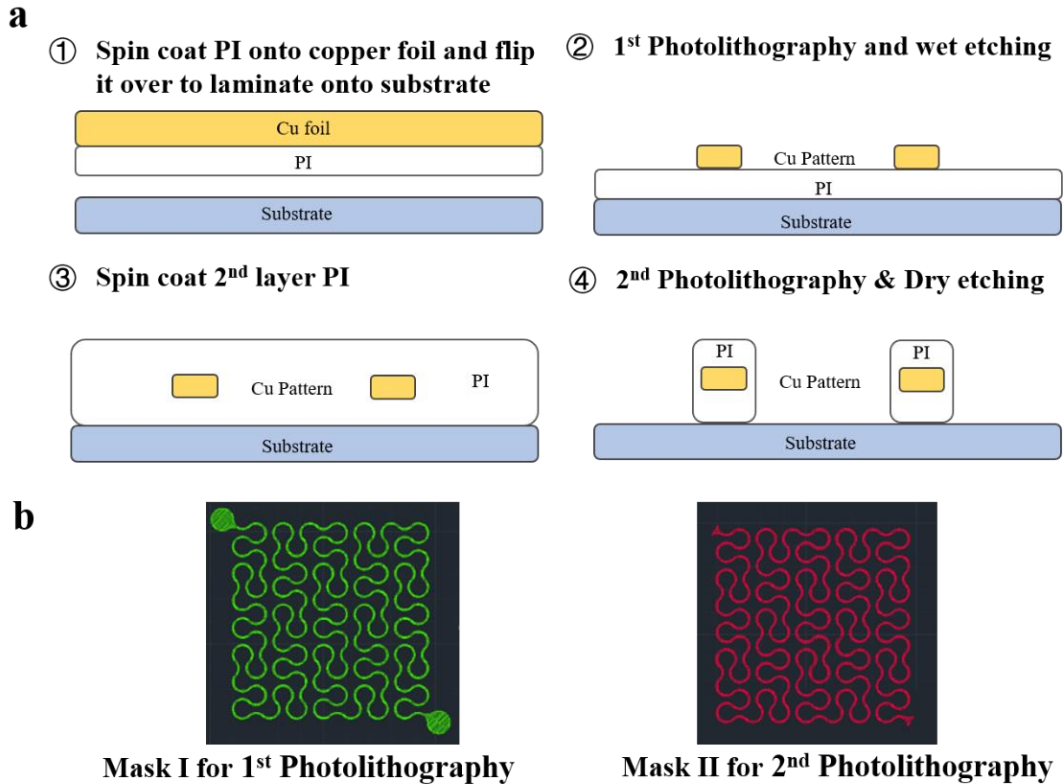 a
① Spin coat PI onto copper foil and flip
it over to laminate onto substrate
Cu foil
PI
Substrate
② 1st Photolithography and wet etching
Cu Pattern
PI
Substrate
③ Spin coat 2nd layer PI
Cu Pattern
PI
Substrate
④ 2nd Photolithography & Dry etching
PI
PI
Cu Pattern
Substrate
b
Mask I for 1st Photolithography
Mask II for 2nd Photolithography